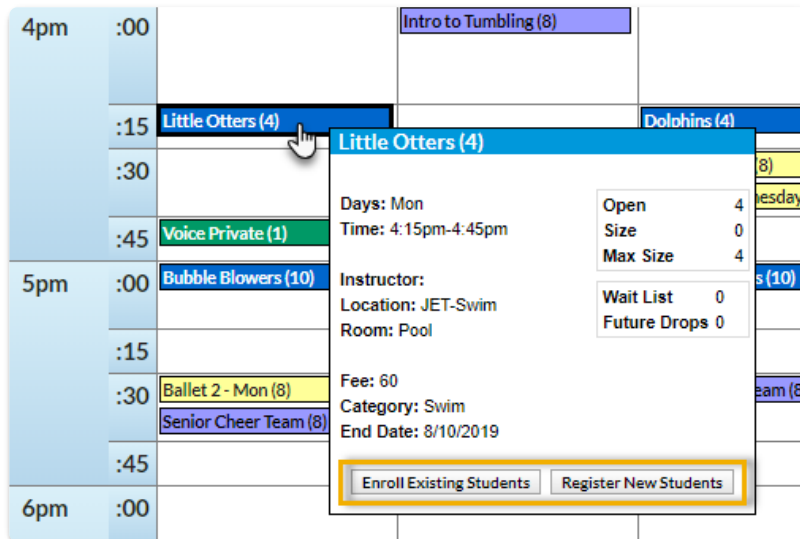 4pm :00 Intro to Tumbling (8)
:15 Little Otters (4) Dolphins (4)
Little Otters (4)
:30 (8)
Days: Mon Open 4
Time: 4:15pm-4:45pm Size 0
Max Size 4
:45 Voice Private (1)
5pm :00 Bubble Blowers (10) (10)
Instructor:
Location: JET-Swim Wait List 0
Room: Pool Future Drops 0
:15
:30 Ballet 2 - Mon (8)
Fee: 60
Category: Swim
Senior Cheer Team (8)
End Date: 8/10/2019
:45
Enroll Existing Students Register New Students
6pm :00